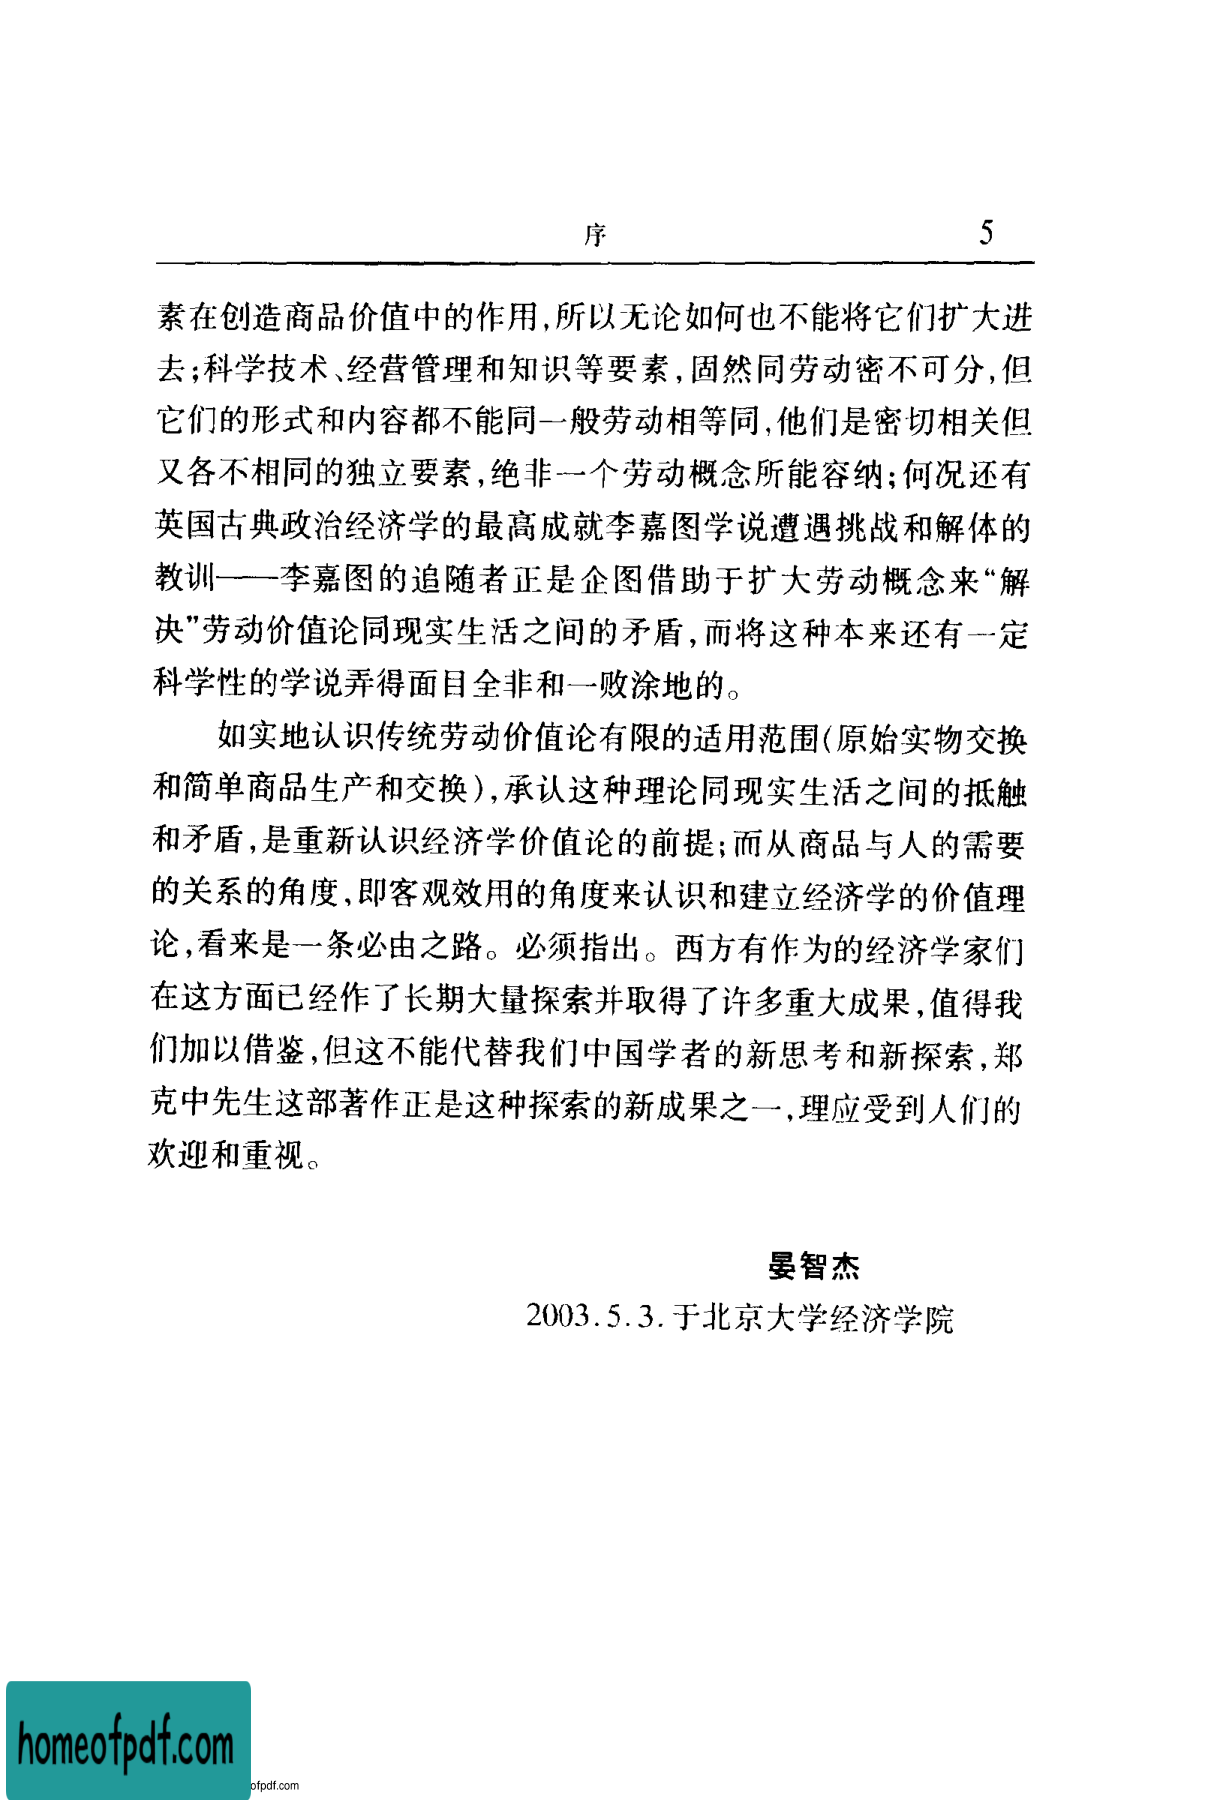 序 5
素在创造商品价值中的作用,所以无论如何也不能将它们扩大进
去;科学技术、经营管理和知识等要素,固然同劳动密不可分,但
它们的形式和内容都不能同一般劳动相等同,他们是密切相关但
又各不相同的独立要素,绝非一个劳动概念所能容纳;何况还有
英国古典政治经济学的最高成就李嘉图学说遭遇挑战和解体的
教训——李嘉图的追随者正是企图借助于扩大劳动概念来“解
决”劳动价值论同现实生活之间的矛盾,而将这种本来还有一定
科学性的学说弄得面目全非和一败涂地的。
如实地认识传统劳动价值论有限的适用范围(原始实物交换
和简单商品生产和交换),承认这种理论同现实生活之间的抵触
和矛盾,是重新认识经济学价值论的前提;而从商品与人的需要
的关系的角度,即客观效用的角度来认识和建立经济学的价值理
论,看来是一条必由之路。必须指出。西方有作为的经济学家们
在这方面已经作了长期大量探索并取得了许多重大成果,值得我
们加以借鉴,但这不能代替我们中国学者的新思考和新探索,郑
克中先生这部著作正是这种探索的新成果之一,理应受到人们的
欢迎和重视。
晏智杰
2003.5.3.于北京大学经济学院
homeofpdf.com
ofpdf.com